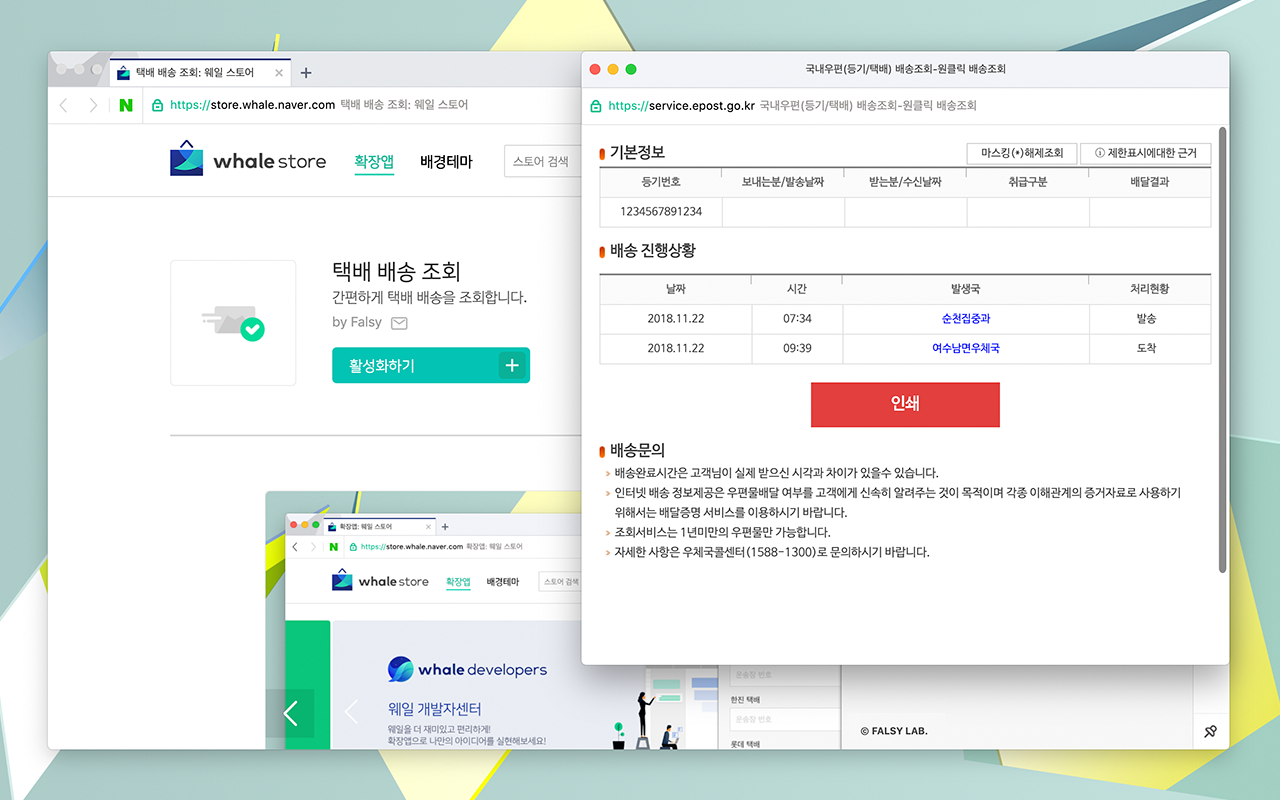 택배 배송 조회: 웨일 스토어
https://store.whale.naver.com 택배 배송 조회: 웨일 스토어
whale store 확장앱 배경테마 스토어 검색
택배 배송 조회
간편하게 택배 배송을 조회합니다.
by Falsy
활성화하기
확장앱: 웨일 스토어
https://store.whale.naver.com 확장앱: 웨일 스토어
whale store 확장앱 배경테마 스토어 검색
whale developers
웨일 개발자센터
웨일을 더 재미있고 편리하게!
확장앱으로 나만의 아이디어를 실현해보세요!
국내우편(등기/택배) 배송조회-원클릭 배송조회
https://service.epost.go.kr 국내우편(등기/택배) 배송조회-원클릭 배송조회
기본정보 마스킹(*)해제조회 제한표시에대한 근거
등기번호 보내는분/발송날짜 받는분/수신날짜 취급구분 배달결과
1234567891234
배송 진행상황
날짜 시간 발생국 처리현황
2018.11.22 07:34 순천집중과 발송
2018.11.22 09:39 여수남면우체국 도착
인쇄
배송문의
배송완료시간은 고객님이 실제 받으신 시각과 차이가 있을수 있습니다.
인터넷 배송 정보제공은 우편물배달 여부를 고객에게 신속히 알려주는 것이 목적이며 각종 이해관계의 증거자료로 사용하기
위해서는 배달증명 서비스를 이용하시기 바랍니다.
조회서비스는 1년미만의 우편물만 가능합니다.
자세한 사항은 우체국콜센터(1588-1300)로 문의하시기 바랍니다.
운송장 번호
한진 택배
운송장 번호
롯데 택배
© FALSY LAB.